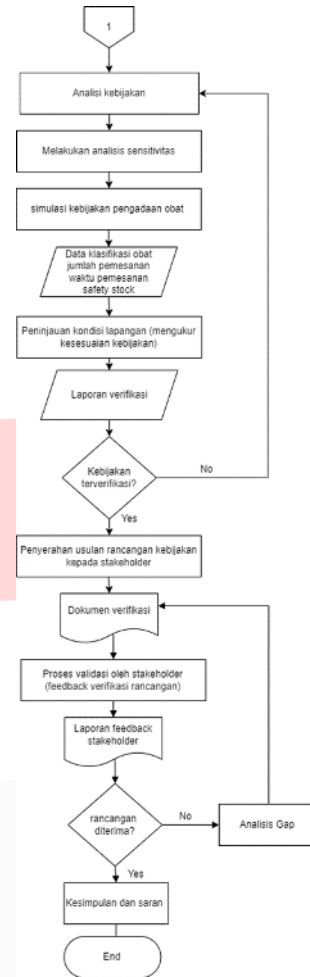 1
Analisi kebijakan
Melakukan analisis sensitivitas
simulasi kebijakan pengadaan obat
Data klasifikasi obat
jumlah pemesanan
waktu pemesanan
safety stock
Peninjauan kondisi lapangan (mengukur
kesesuaian kebijakan)
Laporan verifikasi
Kebijakan
terverifikasi?
No
Yes
Penyerahan usulan rancangan kebijakan
kepada stakeholder
Dokumen verifikasi
Proses validasi oleh stakeholder
(feedback verifikasi rancangan)
Laporan feedback
stakeholder
rancangan
diterima?
No
Analisis Gap
Yes
Kesimpulan dan saran
End